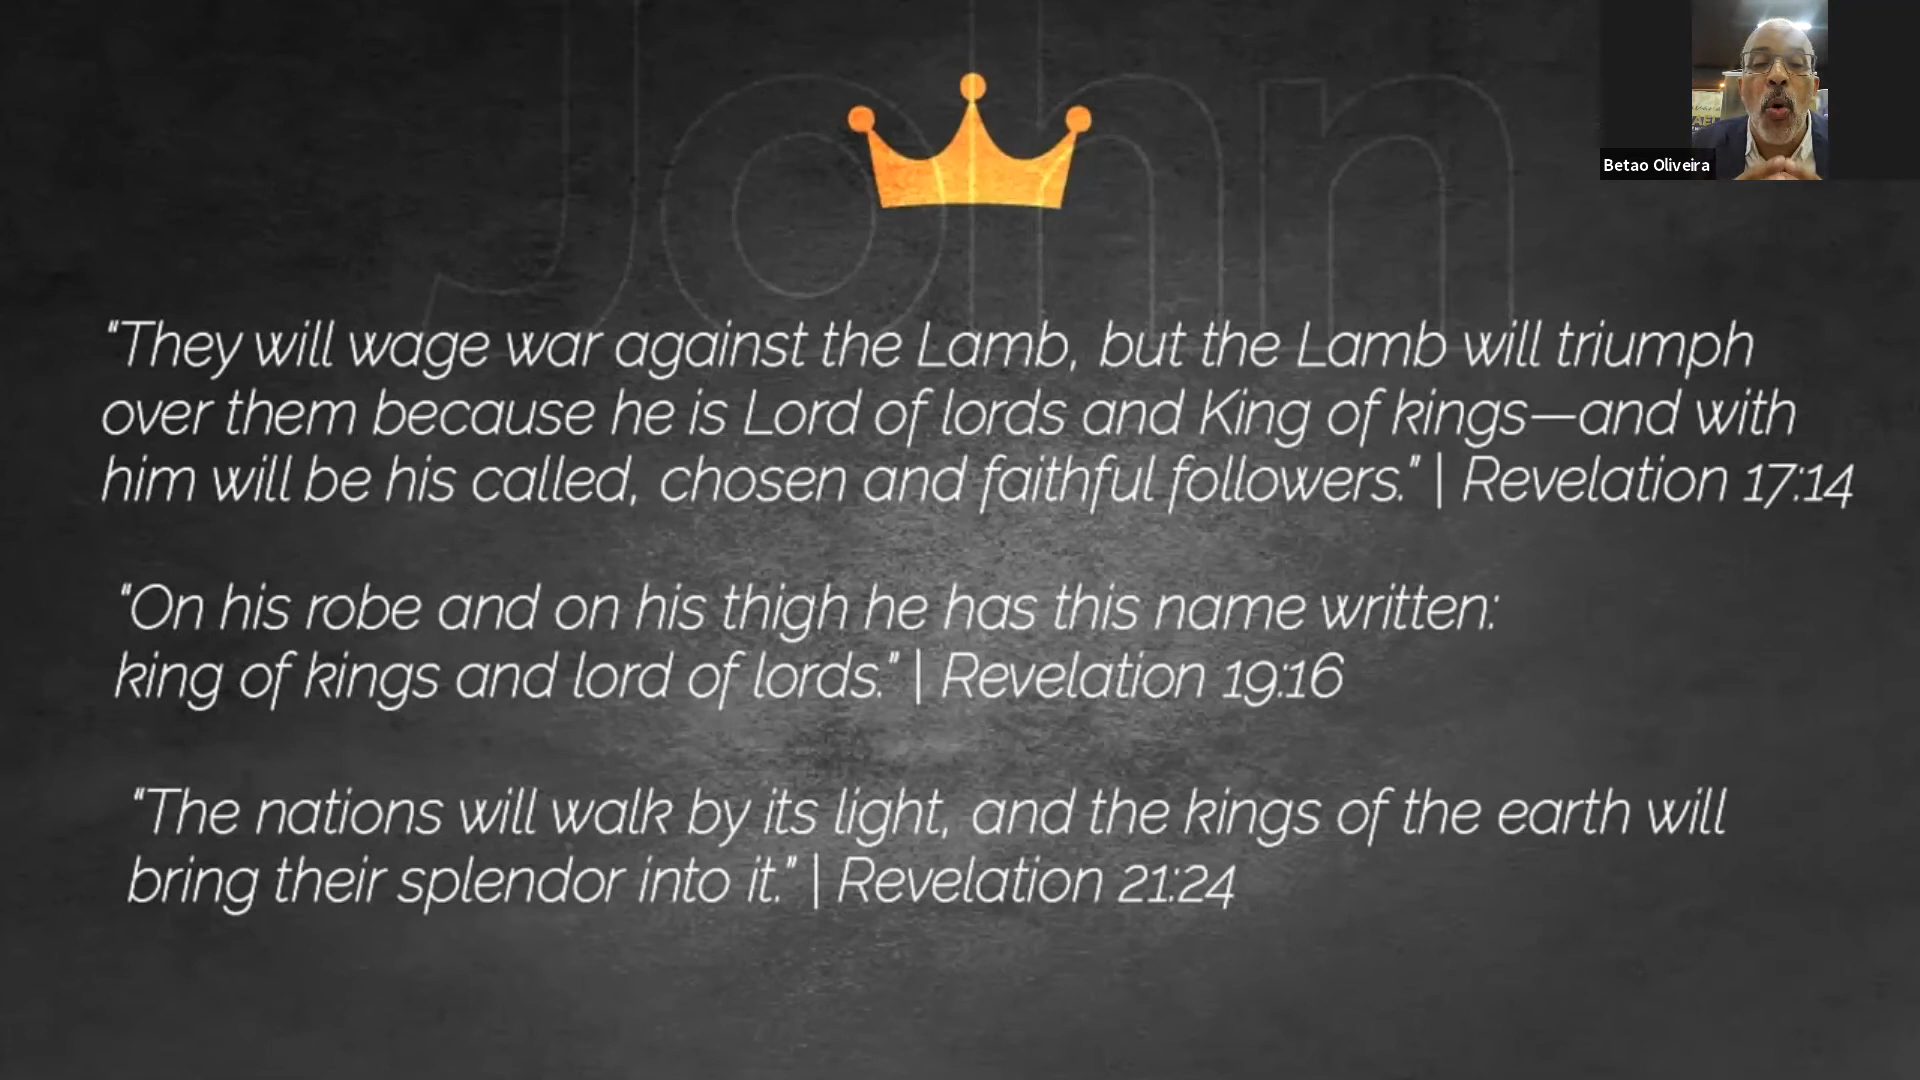 John
Betao Oliveira
"They will wage war against the Lamb, but the Lamb will triumph
over them because he is Lord of lords and King of kings—and with
him will be his called, chosen and faithful followers." | Revelation 17:14
"On his robe and on his thigh he has this name written:
king of kings and lord of lords." | Revelation 19:16
"The nations will walk by its light, and the kings of the earth will
bring their splendor into it." | Revelation 21:24